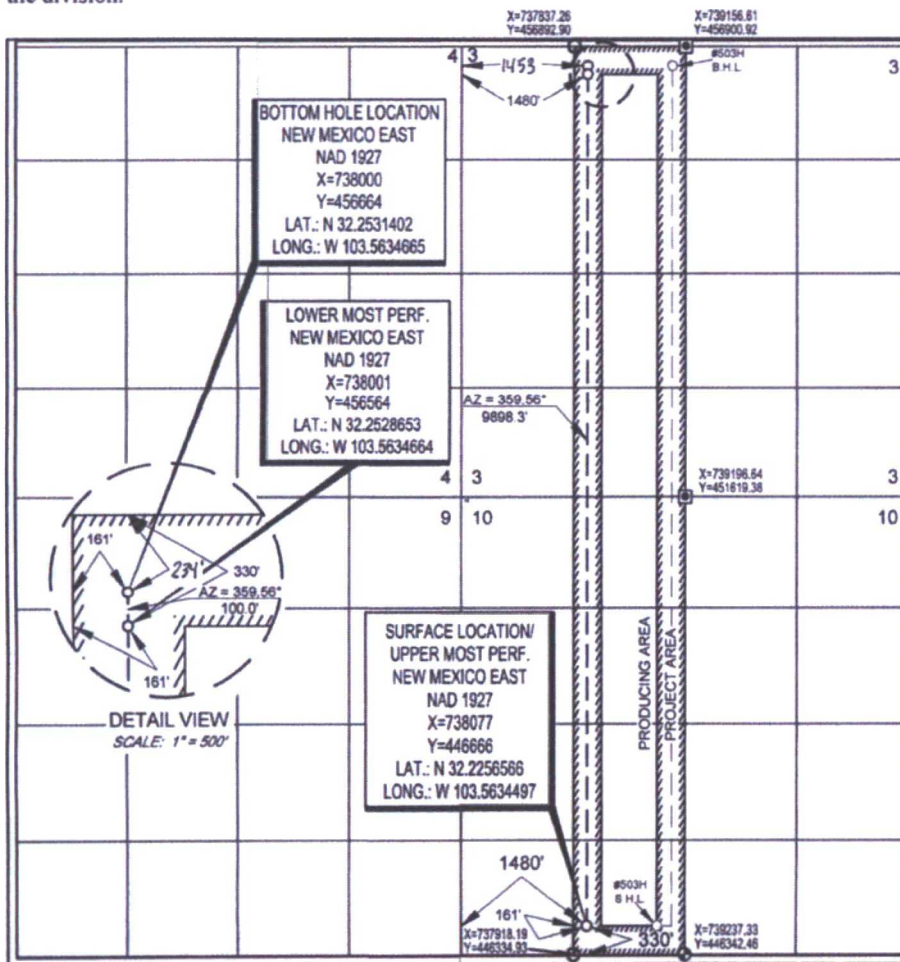 the division.
X=737837.26
Y=456892.90
X=739156.61
Y=456900.92
4 3
1453
1480'
#503H
B.H.L.
3
BOTTOM HOLE LOCATION
NEW MEXICO EAST
NAD 1927
X=738000
Y=456664
LAT.: N 32.2531402
LONG.: W 103.5634665
LOWER MOST PERF.
NEW MEXICO EAST
NAD 1927
X=738001
Y=456564
LAT.: N 32.2528653
LONG.: W 103.5634664
AZ = 359.56°
9898.3'
4 3
9 10
X=739196.64
Y=451619.38
3
10
161'
234'
330'
AZ = 359.56°
100.0'
161'
DETAIL VIEW
SCALE: 1" = 500'
SURFACE LOCATION/
UPPER MOST PERF.
NEW MEXICO EAST
NAD 1927
X=738077
Y=446666
LAT.: N 32.2256566
LONG.: W 103.5634497
PRODUCING AREA
PROJECT AREA
1480'
161'
X=737918.19
Y=446334.93
#503H
S.H.L.
330'
X=739237.33
Y=446342.46